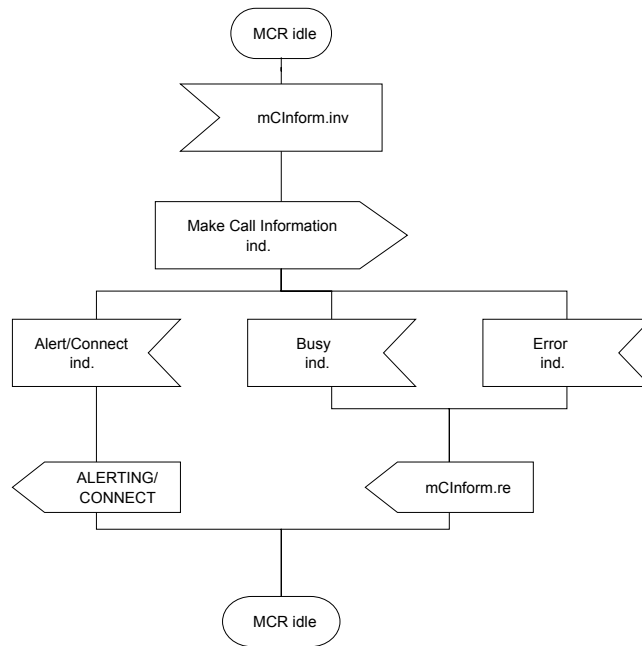 MCR idle
mCInform.inv
Make Call Information
ind.
Alert/Connect
ind.
Busy
ind.
Error
ind.
ALERTING/
CONNECT
mCInform.re
MCR idle